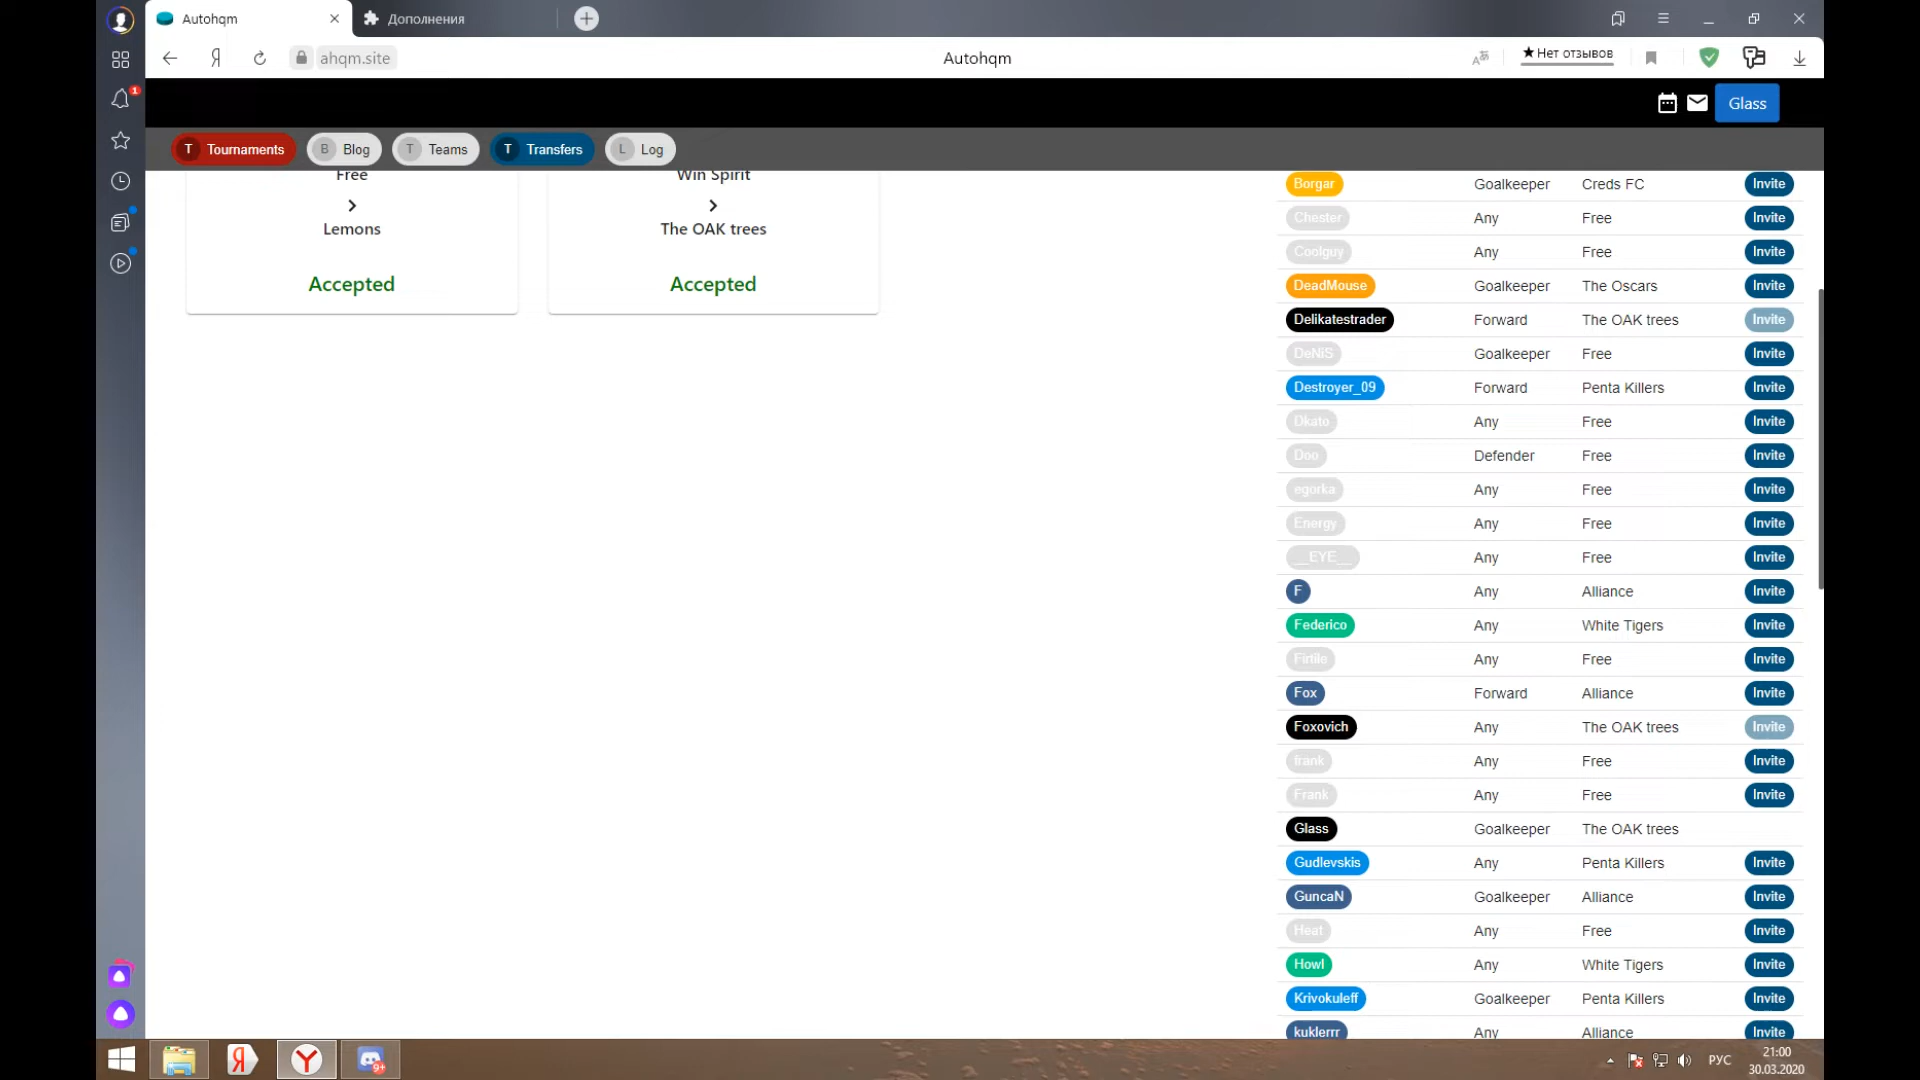 Autohqm
Дополнения
Я
ahqm.site
Autohqm
★Нет отзывов
1
Glass
T Tournaments
B Blog
T Teams
T Transfers
L Log
Free
Lemons
Accepted
Win Spirit
The OAK trees
Accepted
Borgar Goalkeeper Creds FC Invite
Chester Any Free Invite
Coolguy Any Free Invite
DeadMouse Goalkeeper The Oscars Invite
Delikatestrader Forward The OAK trees Invite
DeNiS Goalkeeper Free Invite
Destroyer_09 Forward Penta Killers Invite
Dkato Any Free Invite
Doo Defender Free Invite
egorka Any Free Invite
Energy Any Free Invite
__EYE__ Any Free Invite
F Any Alliance Invite
Federico Any White Tigers Invite
Firtile Any Free Invite
Fox Forward Alliance Invite
Foxovich Any The OAK trees Invite
frank Any Free Invite
Frank Any Free Invite
Glass Goalkeeper The OAK trees
Gudlevskis Any Penta Killers Invite
GuncaN Goalkeeper Alliance Invite
Heat Any Free Invite
Howl Any White Tigers Invite
Krivokuleff Goalkeeper Penta Killers Invite
kuklerrr Any Alliance Invite
Я
Y
9+
РУС
21:00
30.03.2020